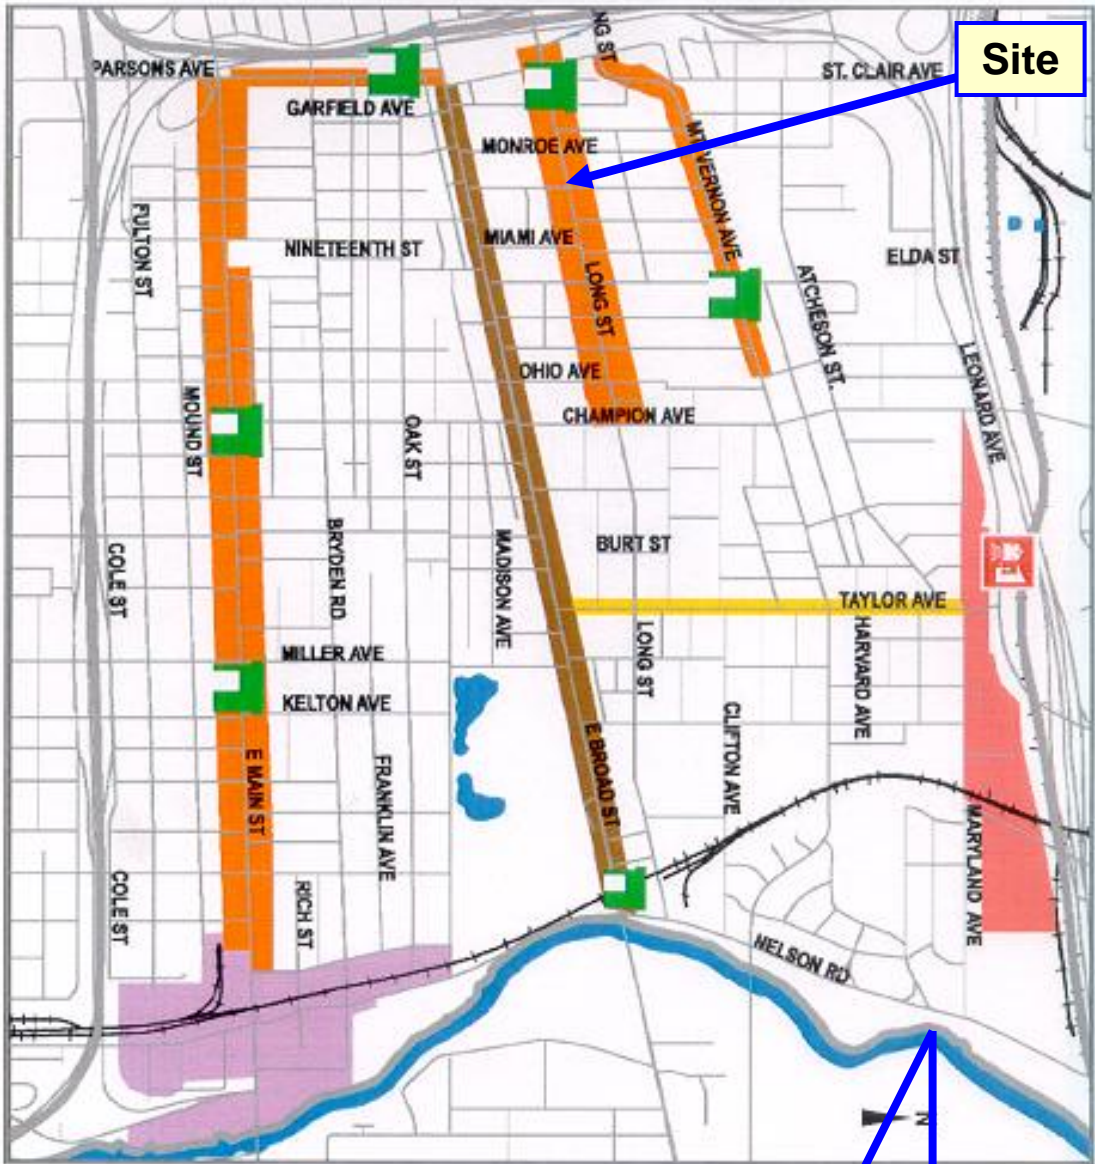 Site
NG ST
PARSONS AVE
ST. CLAIR AVE
GARFIELD AVE
MONROE AVE
MT. VERNON AVE
FULTON ST
NINETEENTH ST
MIAMI AVE
ELDA ST
LONG ST
ATCHESON ST.
OHIO AVE
LEONARD AVE
CHAMPION AVE
MOUND ST
OAK ST
BURT ST
COLE ST
BRYDEN RD
MADISON AVE
TAYLOR AVE
HARVARD AVE
MILLER AVE
LONG ST
KELTON AVE
CLIFTON AVE
E MAIN ST
FRANKLIN AVE
E BROAD ST
MARYLAND AVE
COLE ST
RICH ST
NELSON RD
N